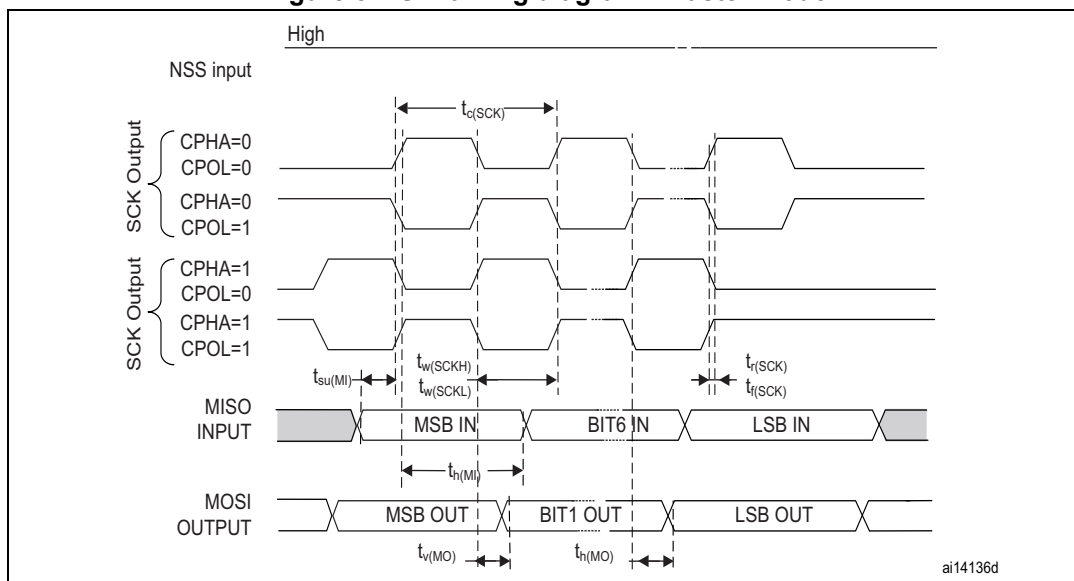 High
NSS input
tc(SCK)
SCK Output
CPHA=0
CPOL=0
CPHA=0
CPOL=1
SCK Output
CPHA=1
CPOL=0
CPHA=1
CPOL=1
tsu(MI)
tw(SCKH)
tw(SCKL)
tr(SCK)
tf(SCK)
MISO
INPUT
MSB IN
BIT6 IN
LSB IN
th(MI)
MOSI
OUTPUT
MSB OUT
BIT1 OUT
LSB OUT
tv(MO)
th(MO)
ai14136d